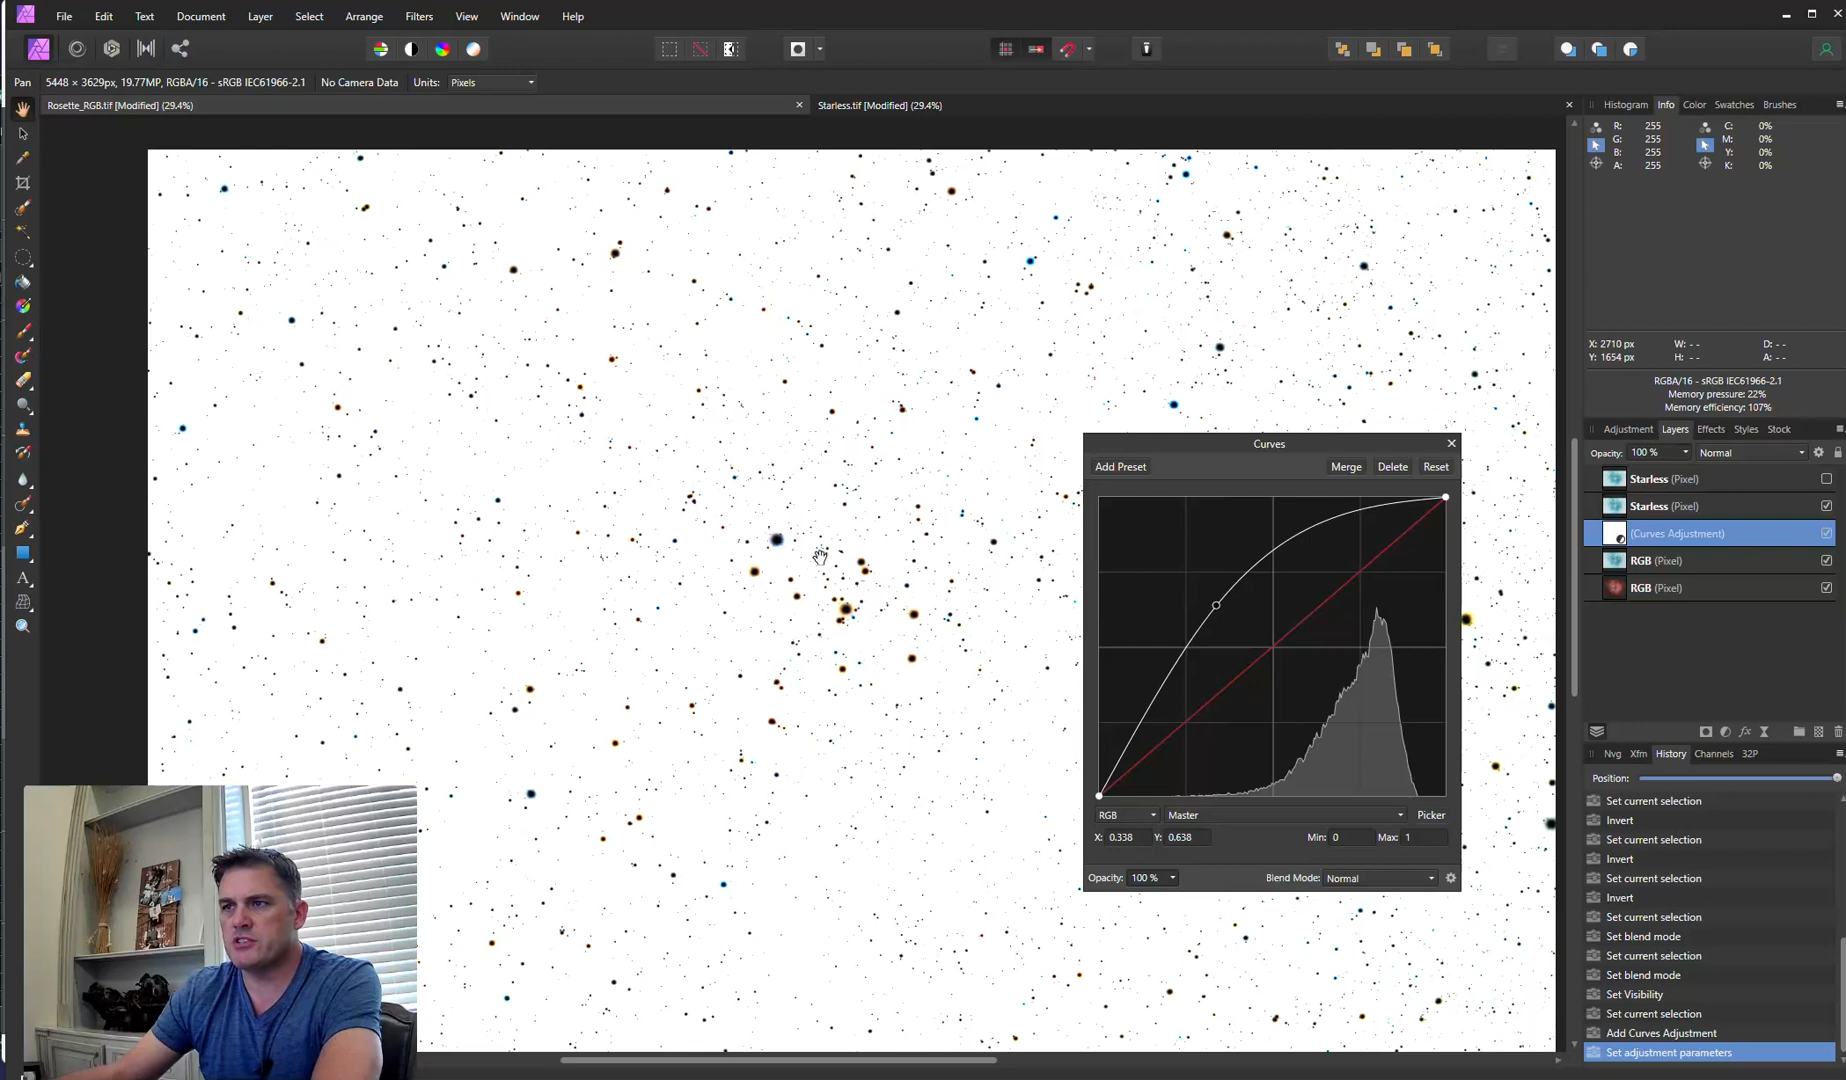 File Edit Text Document Layer Select Arrange Filters View Window Help
Pan 5448 × 3629px, 19.77MP, RGBA/16 - sRGB IEC61966-2.1 No Camera Data Units: Pixels
Rosette_RGB.tif [Modified] (29.4%) Starless.tif [Modified] (29.4%)
Histogram Info Color Swatches Brushes
R: 255 C: 0%
G: 255 M: 0%
B: 255 Y: 0%
A: 255 K: 0%
X: 2710 px W: - - D: - -
Y: 1654 px H: - - A: - -
RGBA/16 - sRGB IEC61966-2.1
Memory pressure: 22%
Memory efficiency: 107%
Adjustment Layers Effects Styles Stock
Opacity: 100 % Normal
Starless (Pixel)
Starless (Pixel)
(Curves Adjustment)
RGB (Pixel)
RGB (Pixel)
Curves
Add Preset Merge Delete Reset
RGB Master Picker
X: 0.338 Y: 0.638 Min: 0 Max: 1
Opacity: 100 % Blend Mode: Normal
Nvg Xfm History Channels 32P
Position:
Set current selection
Invert
Set current selection
Invert
Set current selection
Invert
Set current selection
Set blend mode
Set current selection
Set blend mode
Set Visibility
Set current selection
Add Curves Adjustment
Set adjustment parameters